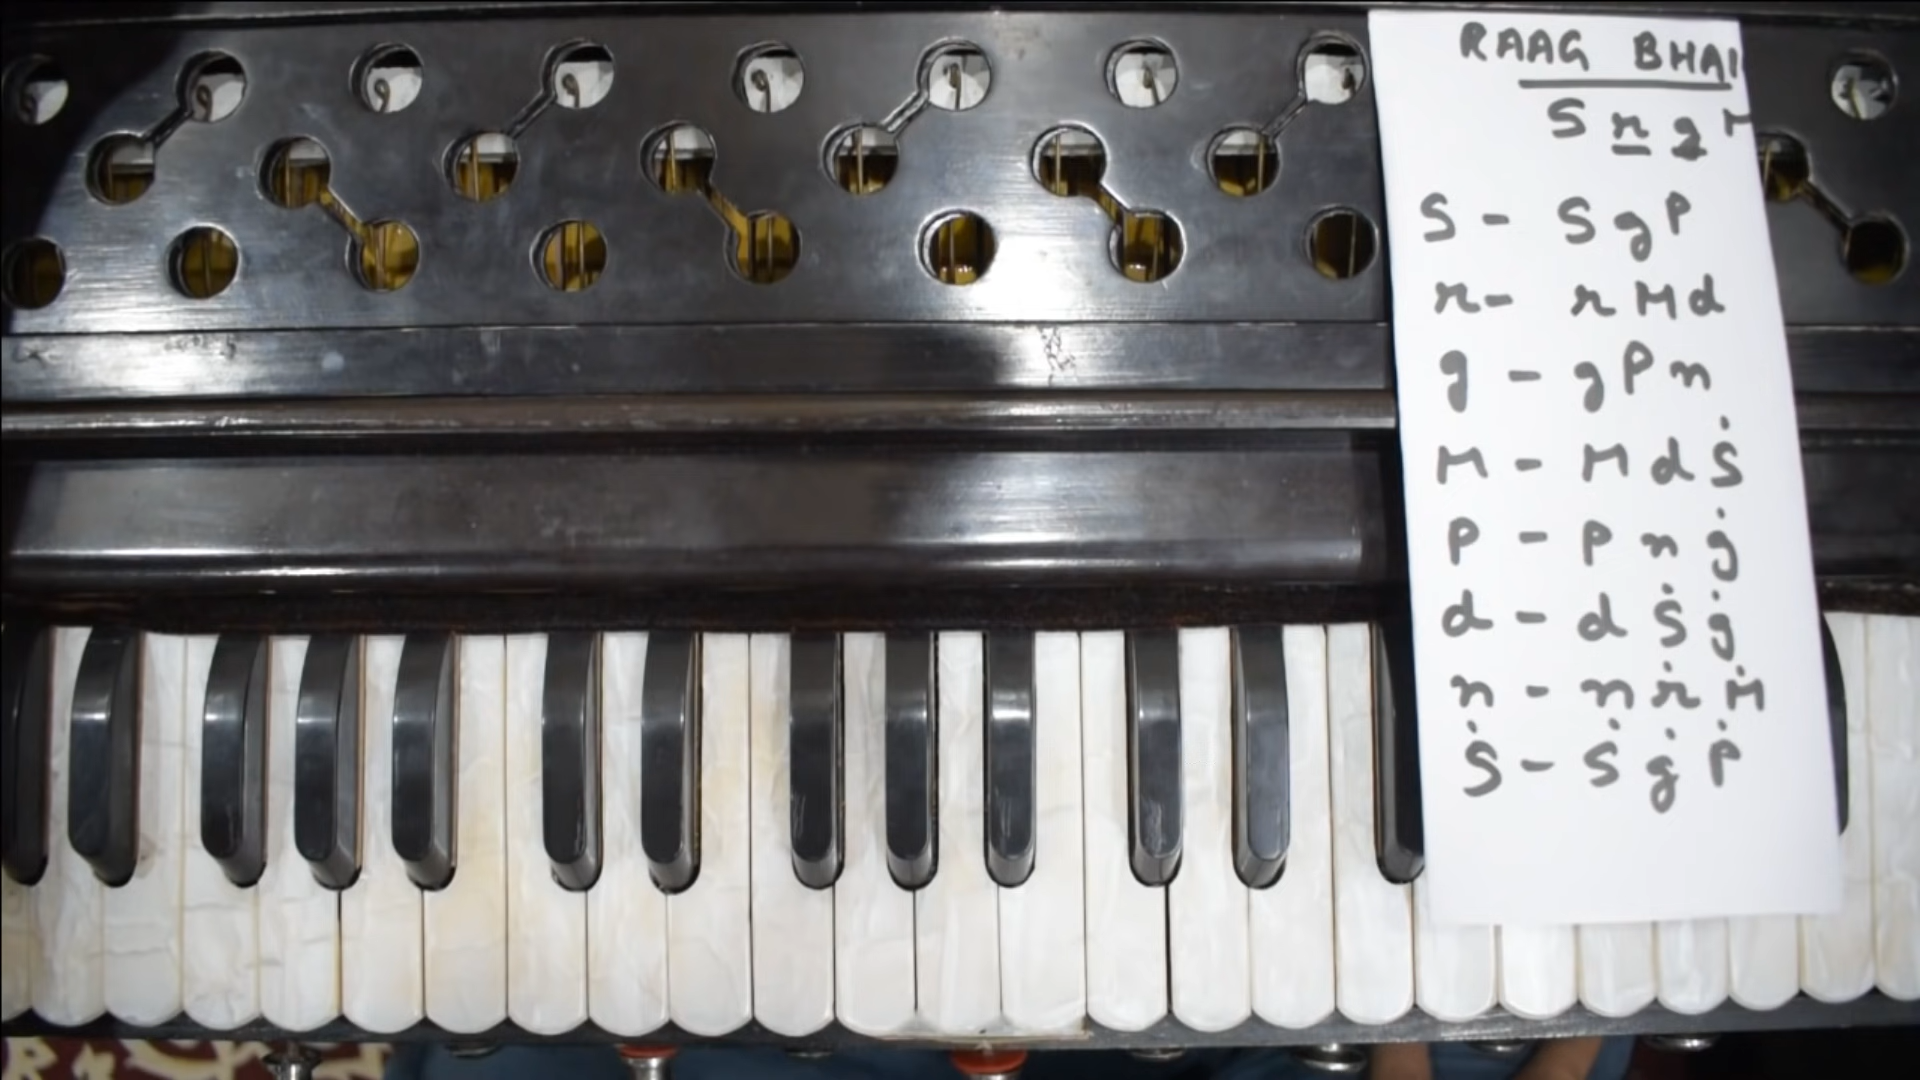 RAAG BHAI
S r g M
S - S g P
r - r M d
g - g P n
M - M d Ṡ
P - P n ġ
d - d Ṡ ġ
n - n ṙ Ṁ
Ṡ - Ṡ ġ Ṗ